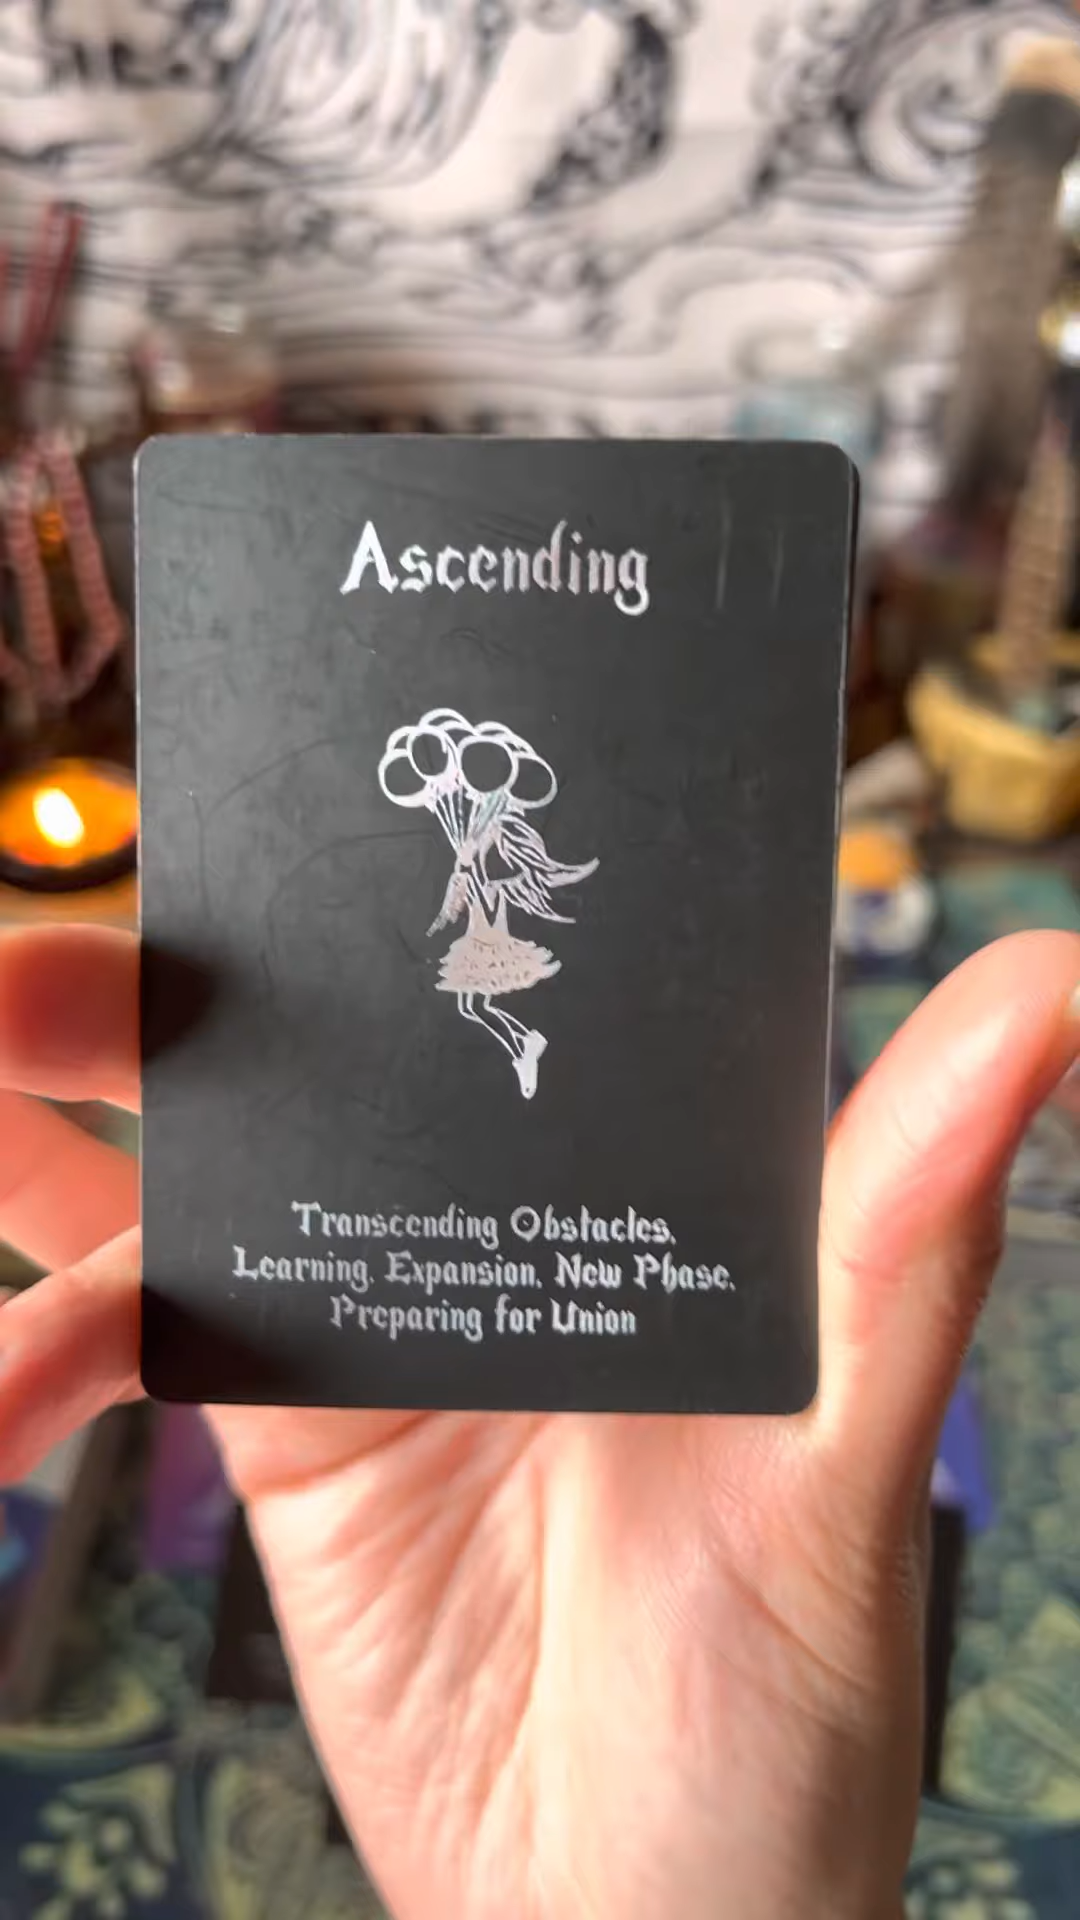 Ascending
Transcending Obstacles.
Learning. Expansion. New Phase.
Preparing for Union